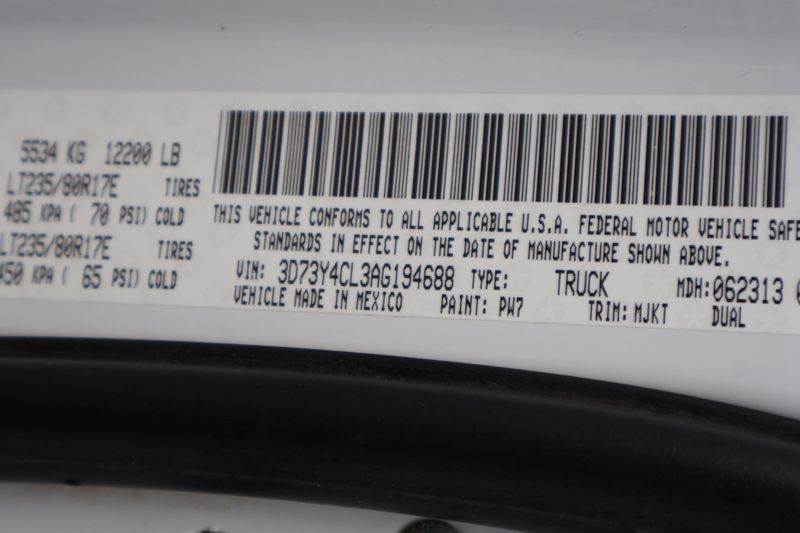 5534 KG 12200 LB
LT235/80R17E TIRES
485 KPA ( 70 PSI) COLD
LT235/80R17E TIRES
450 KPA ( 65 PSI) COLD
THIS VEHICLE CONFORMS TO ALL APPLICABLE U.S.A. FEDERAL MOTOR VEHICLE SAFE
STANDARDS IN EFFECT ON THE DATE OF MANUFACTURE SHOWN ABOVE.
VIN: 3D73Y4CL3AG194688 TYPE: TRUCK MDH:062313 0
VEHICLE MADE IN MEXICO PAINT: PW7 TRIM: MJKT DUAL